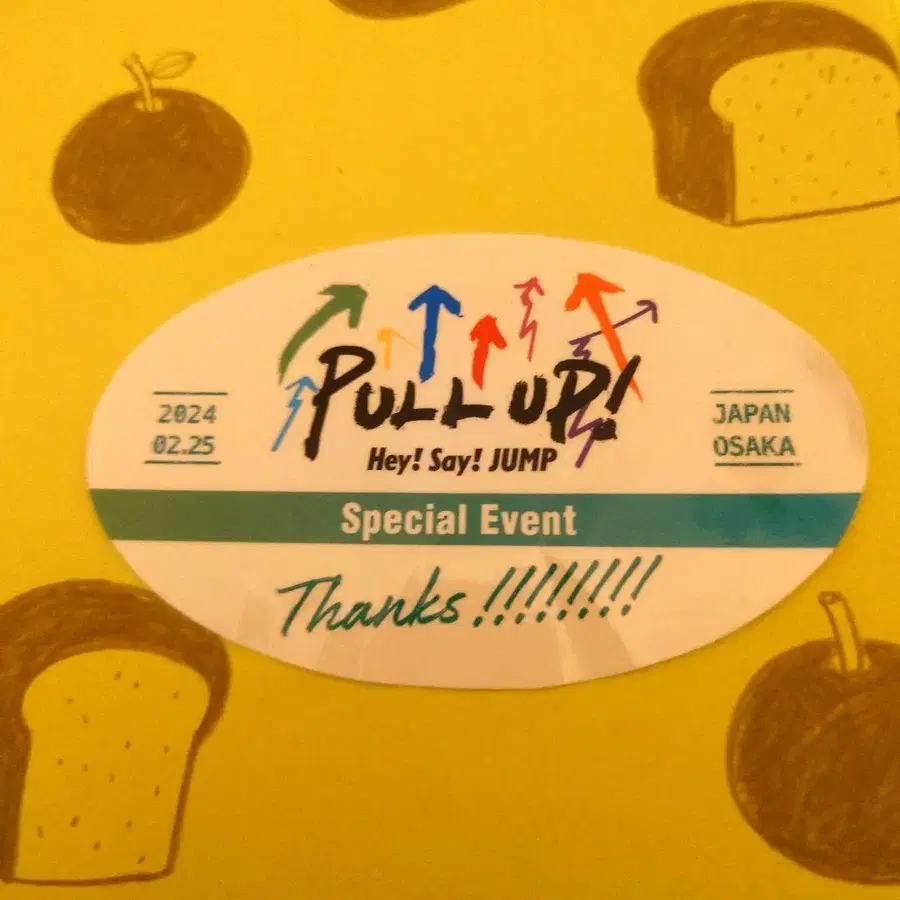 PULL UP!
Hey! Say! JUMP
2024
02.25
JAPAN
OSAKA
Special Event
Thanks !!!!!!!!